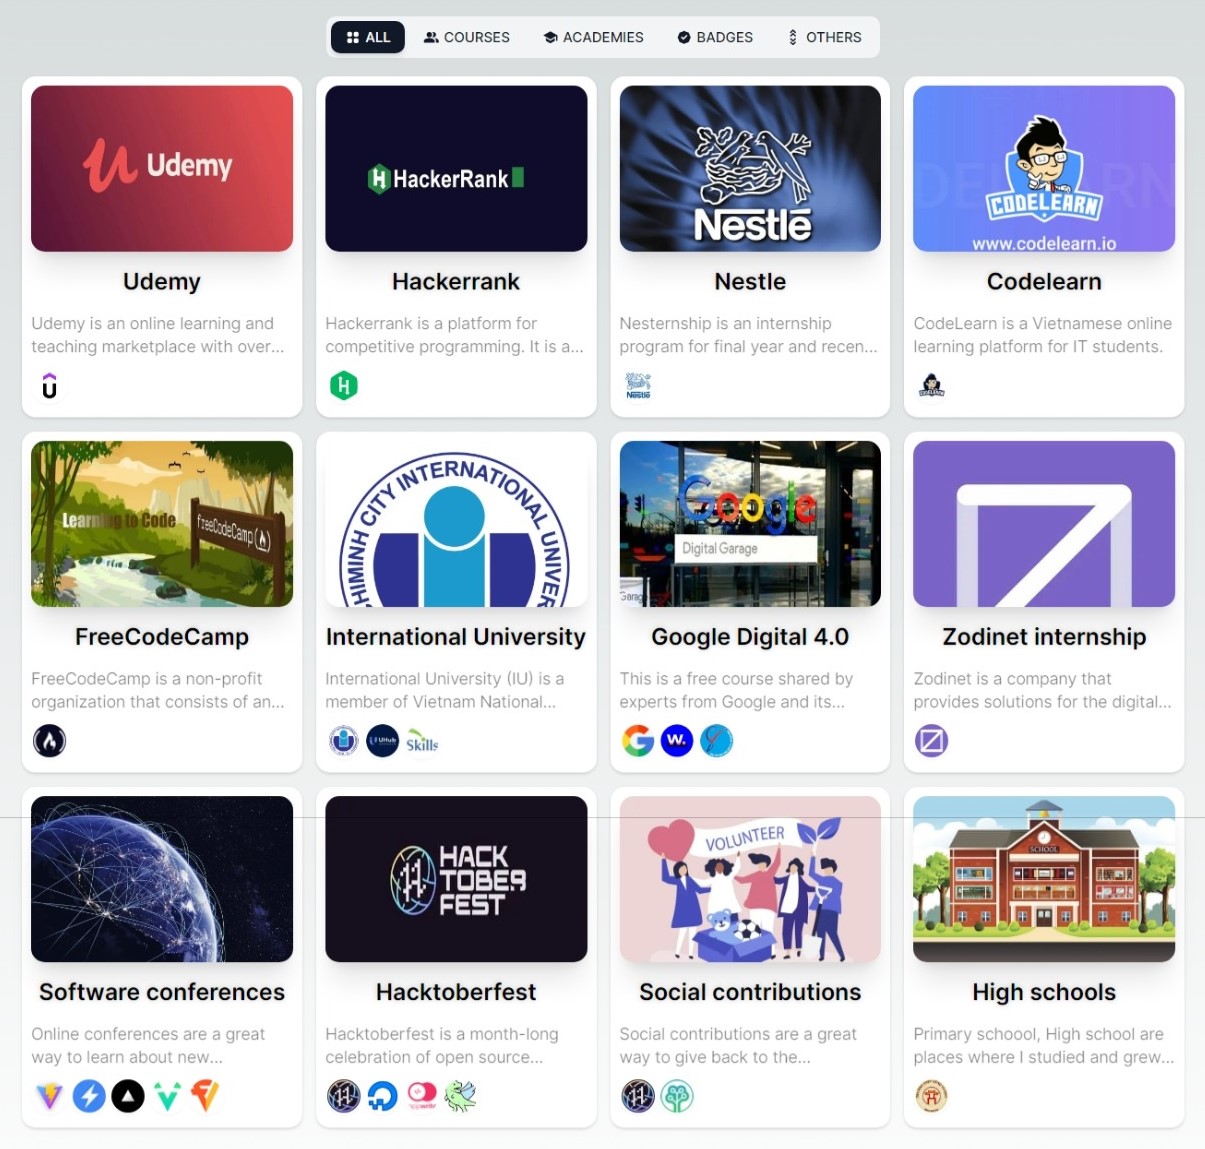 ALL COURSES ACADEMIES BADGES OTHERS
Udemy
HackerRank
Nestlē
CODELEARN
www.codelearn.io
Udemy
Hackerrank
Nestle
Codelearn
Udemy is an online learning and
teaching marketplace with over...
Hackerrank is a platform for
competitive programming. It is a...
Nesternship is an internship
program for final year and recen...
CodeLearn is a Vietnamese online
learning platform for IT students.
Nestlē
CODELEARN
Learning to Code
freeCodeCamp(🔥)
HIMINH CITY INTERNATIONAL UNIVER
Google
Digital Garage
Garage
FreeCodeCamp
International University
Google Digital 4.0
Zodinet internship
FreeCodeCamp is a non-profit
organization that consists of an...
International University (IU) is a
member of Vietnam National...
This is a free course shared by
experts from Google and its...
Zodinet is a company that
provides solutions for the digital...
UHub
Skills
W.
HACK
TOBER
FEST
VOLUNTEER
SCHOOL
Software conferences
Hacktoberfest
Social contributions
High schools
Online conferences are a great
way to learn about new...
Hacktoberfest is a month-long
celebration of open source...
Social contributions are a great
way to give back to the...
Primary schoool, High school are
places where I studied and grew...
appwrite